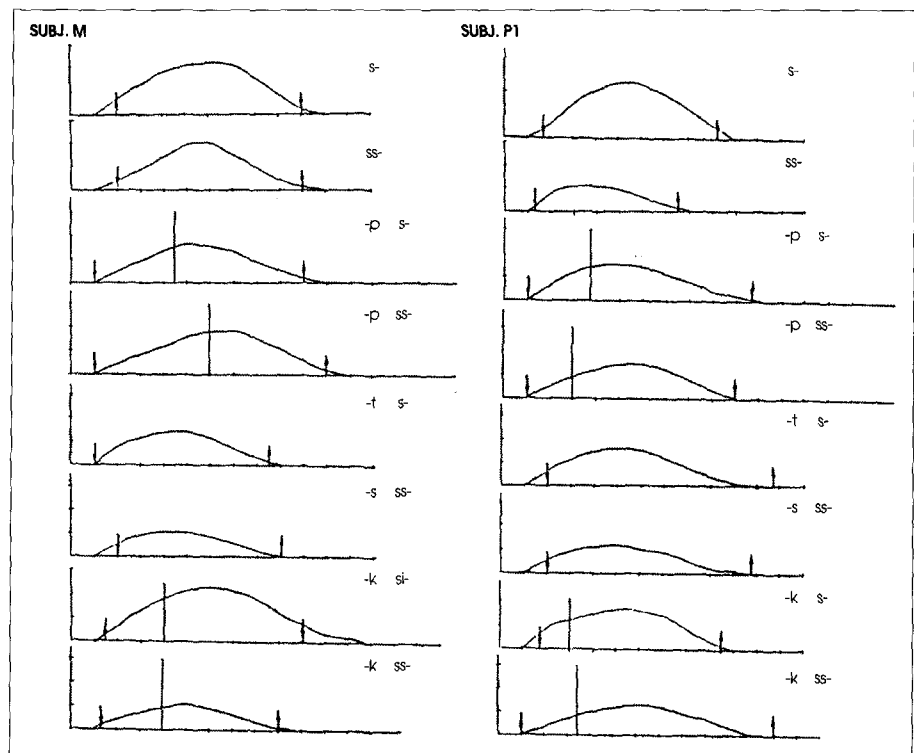 SUBJ. M
s-
ss-
-p s-
-p ss-
-t s-
-s ss-
-k si-
-k ss-
SUBJ. P1
s-
ss-
-p s-
-p ss-
-t s-
-s ss-
-k s-
-k ss-